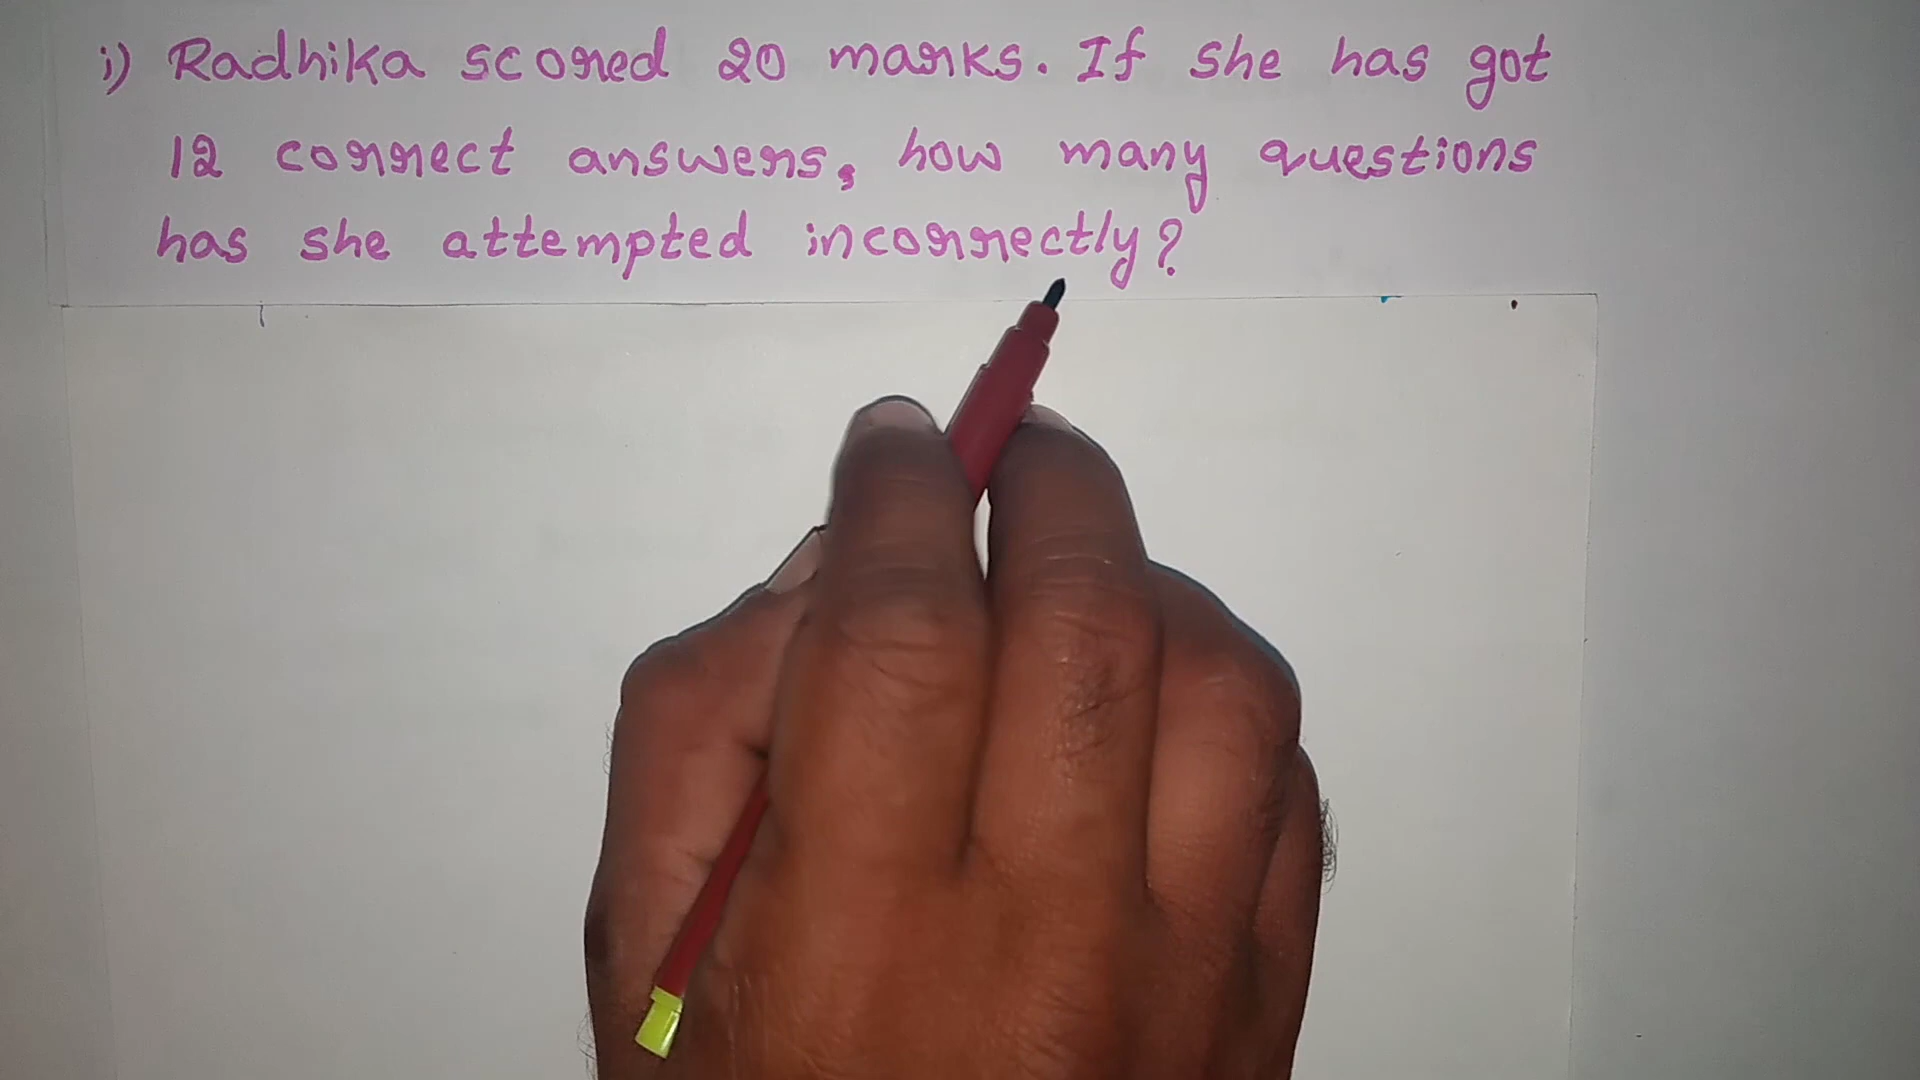 i) Radhika scored 20 marks. If she has got
12 correct answers, how many questions
has she attempted incorrectly?